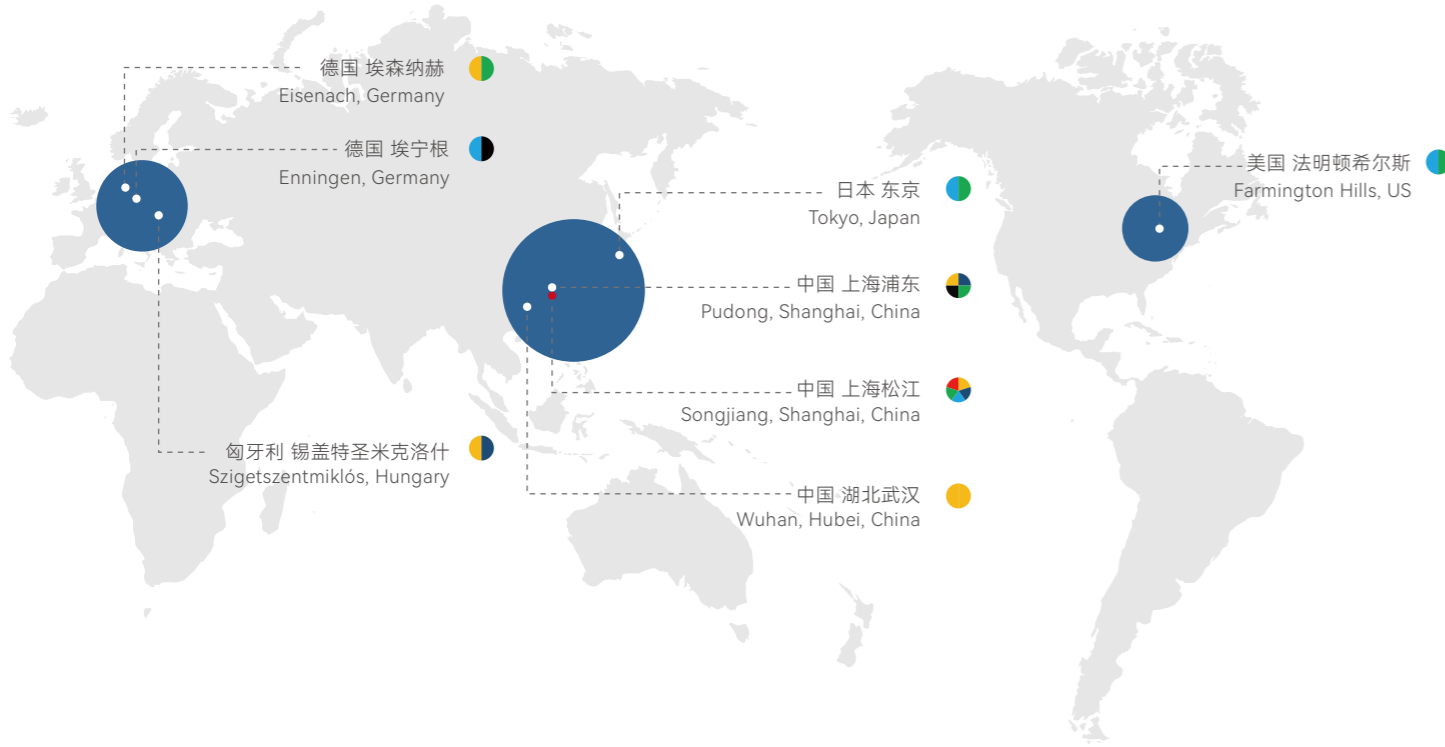 德国 埃森纳赫
Eisenach, Germany
德国 埃宁根
Enningen, Germany
匈牙利 锡盖特圣米克洛什
Szigetszentmiklós, Hungary
日本 东京
Tokyo, Japan
中国 上海浦东
Pudong, Shanghai, China
中国 上海松江
Songjiang, Shanghai, China
中国 湖北武汉
Wuhan, Hubei, China
美国 法明顿希尔斯
Farmington Hills, US